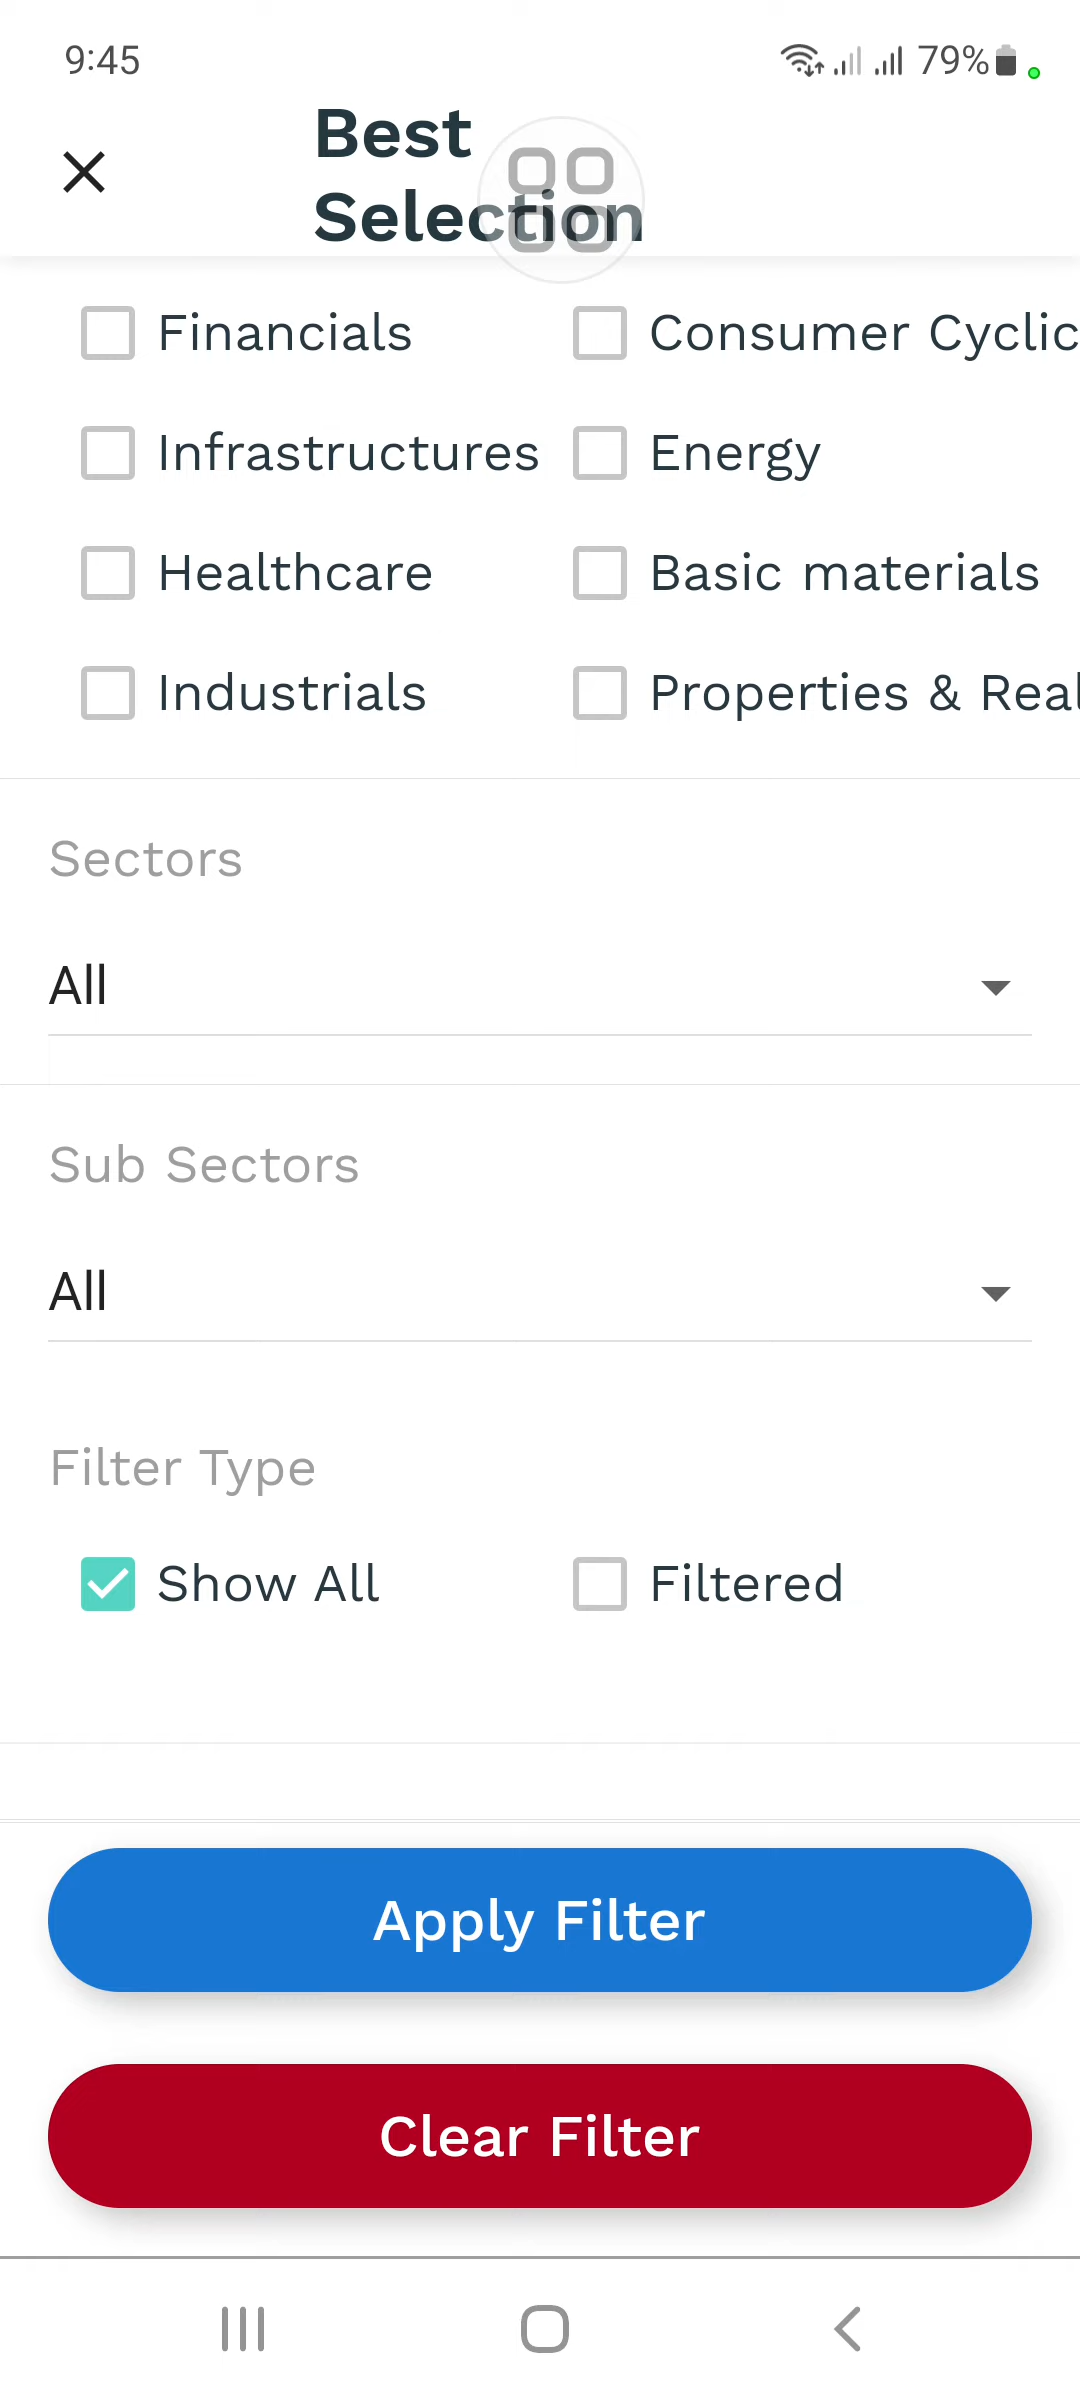 9:45
79%
Best
Selection
Financials
Consumer Cyclic
Infrastructures
Energy
Healthcare
Basic materials
Industrials
Properties & Real
Sectors
All
Sub Sectors
All
Filter Type
Show All
Filtered
Apply Filter
Clear Filter